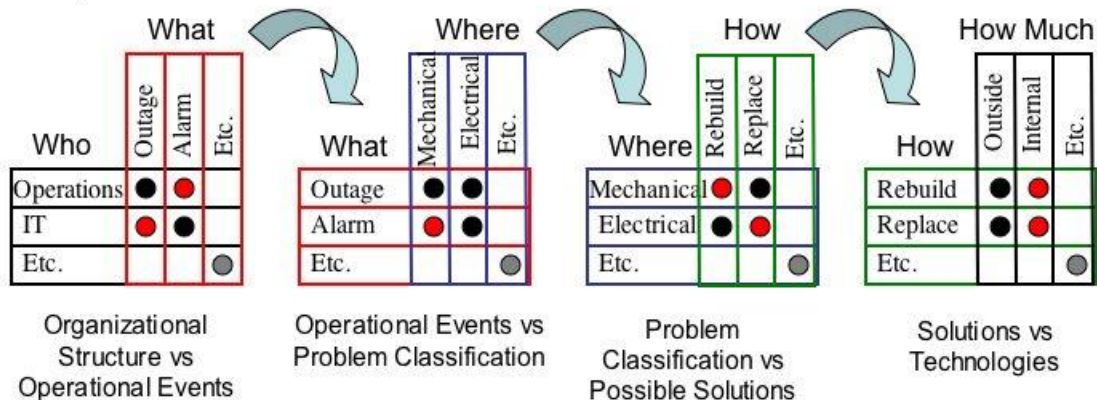 What
Where
How
How Much
Outage
Alarm
Etc.
Mechanical
Electrical
Etc.
Rebuild
Replace
Etc.
Outside
Internal
Etc.
Who
What
Where
How
Operations
IT
Etc.
Outage
Alarm
Etc.
Mechanical
Electrical
Etc.
Rebuild
Replace
Etc.
Organizational
Structure vs
Operational Events
Operational Events vs
Problem Classification
Problem
Classification vs
Possible Solutions
Solutions vs
Technologies